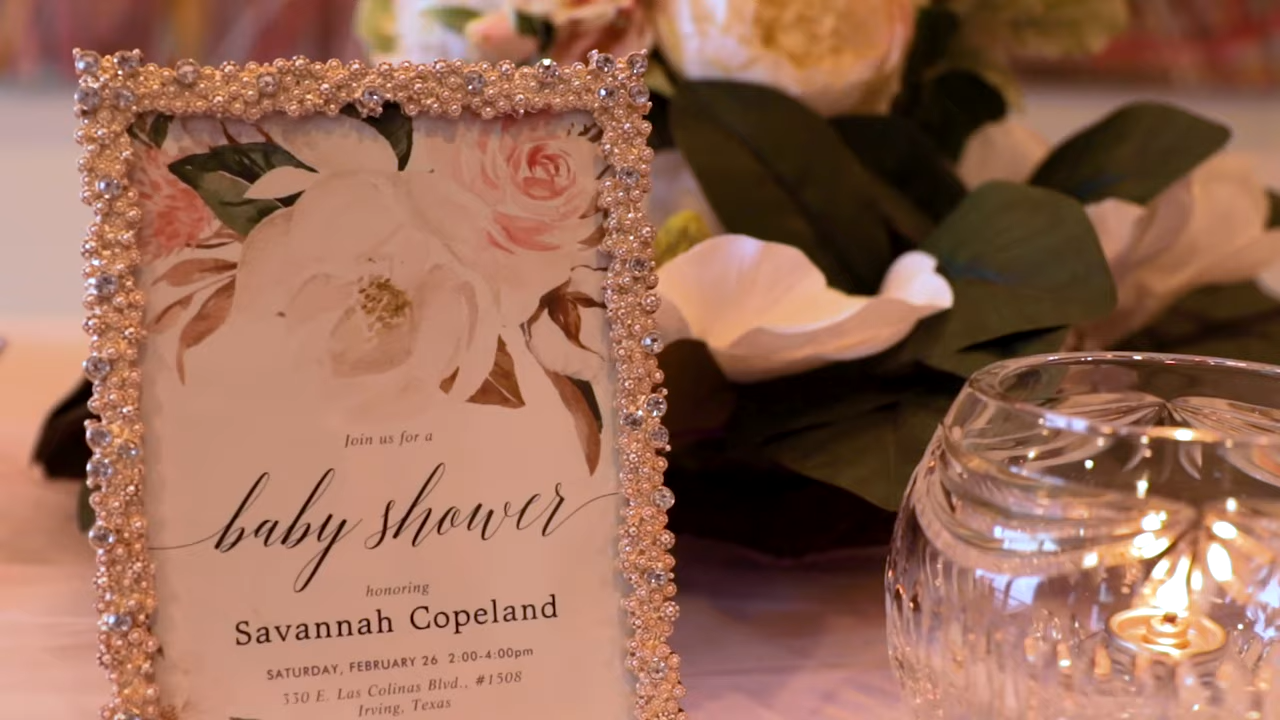 Join us for a
baby shower
honoring
Savannah Copeland
SATURDAY, FEBRUARY 26 2:00-4:00pm
330 E. Las Colinas Blvd., #1508
Irving, Texas